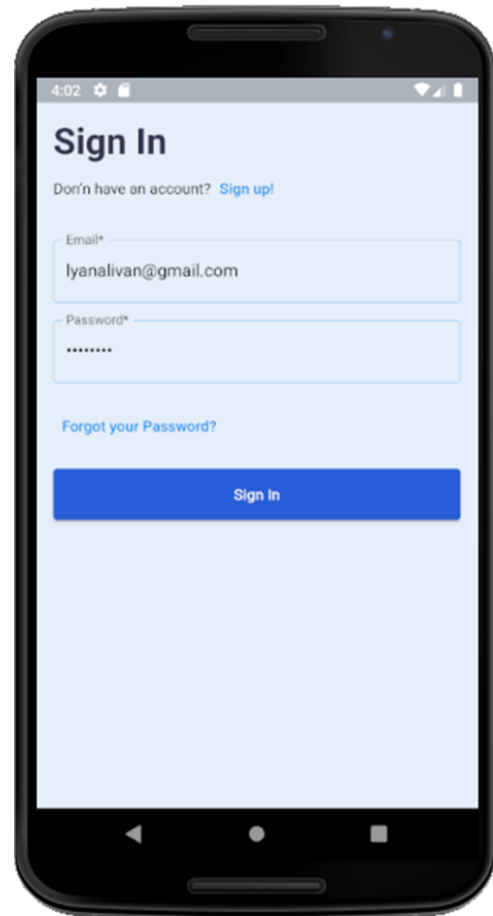 4:02
Sign In
Don'n have an account? Sign up!
Email*
lyanalivan@gmail.com
Password*
••••••••
Forgot your Password?
Sign In